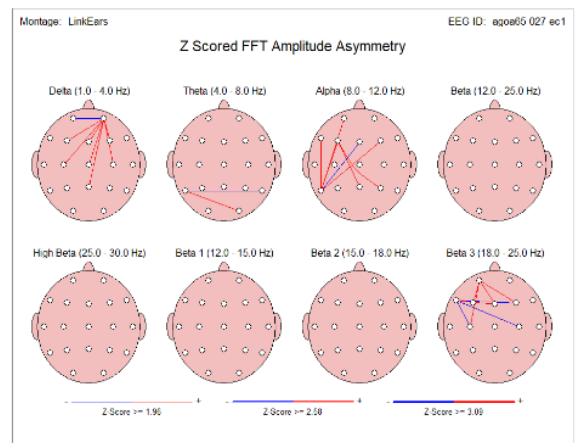 Montage: LinkEars EEG ID: agoa65 027 ec1
Z Scored FFT Amplitude Asymmetry
Delta (1.0 - 4.0 Hz) Theta (4.0 - 8.0 Hz) Alpha (8.0 - 12.0 Hz) Beta (12.0 - 25.0 Hz)
High Beta (25.0 - 30.0 Hz) Beta 1 (12.0 - 15.0 Hz) Beta 2 (15.0 - 18.0 Hz) Beta 3 (18.0 - 25.0 Hz)
- + - + - +
Z-Score >= 1.96 Z-Score >= 2.58 Z-Score >= 3.09